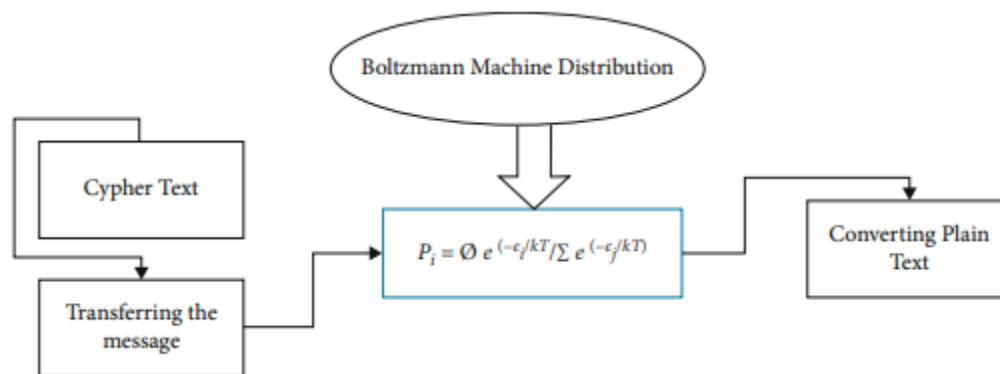 Boltzmann Machine Distribution
Cypher Text
Transferring the
message
P_i = Ø e^(−ϵ_i/kT/Σ e^(−ϵ_j/kT)
Converting Plain
Text